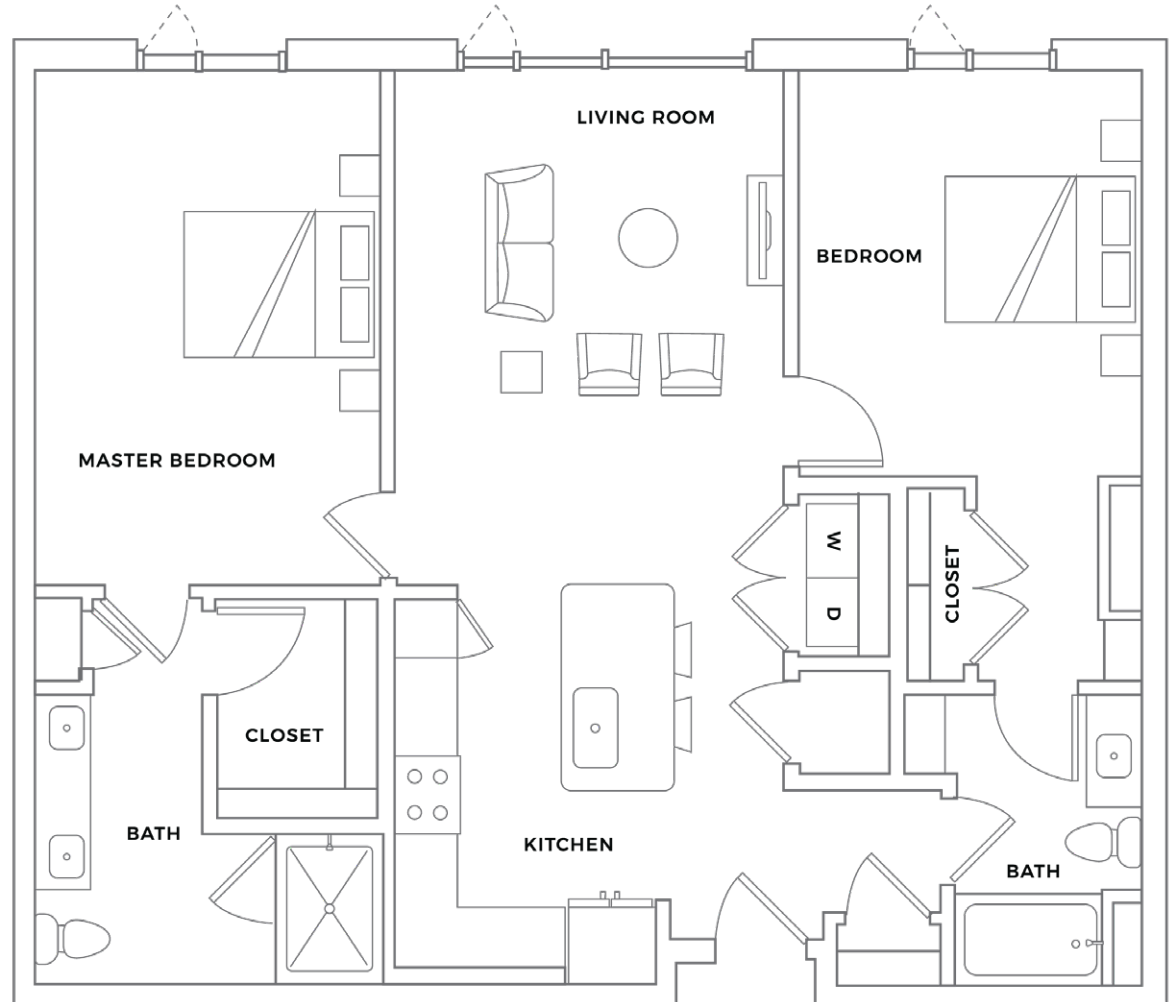 LIVING ROOM
BEDROOM
MASTER BEDROOM
W
D
CLOSET
CLOSET
BATH
KITCHEN
BATH